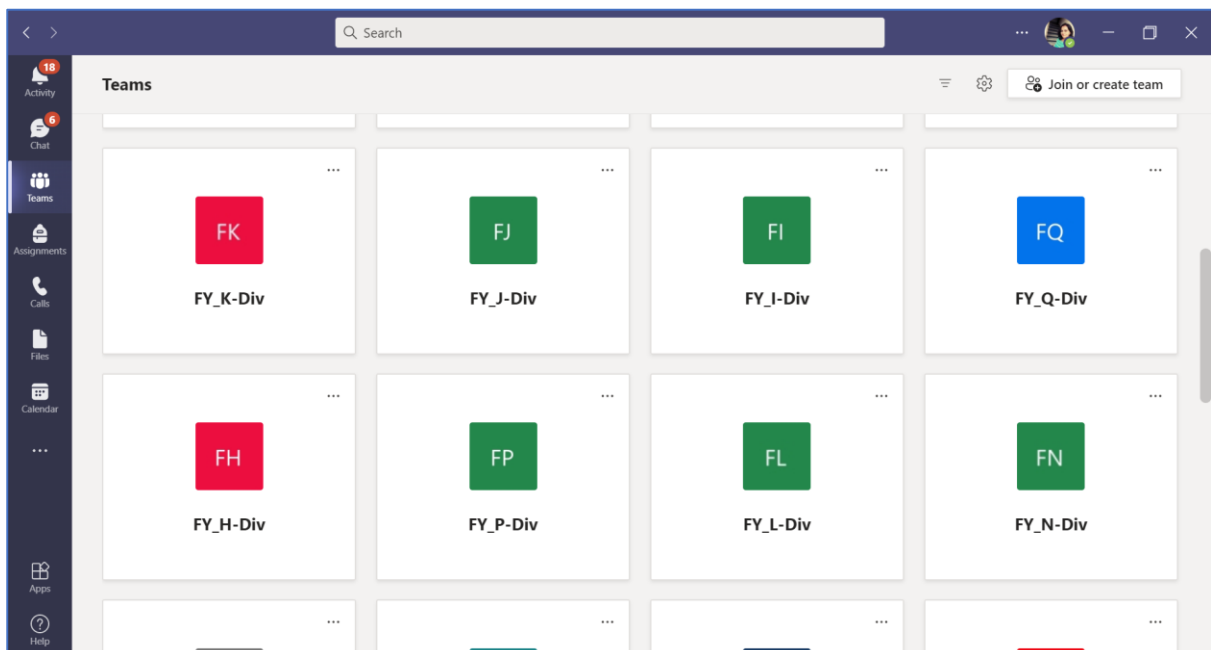 Search
18
Activity
Teams
Join or create team
6
Chat
Teams
Assignments
Calls
Files
Calendar
Apps
Help
FK
FJ
FI
FQ
FY_K-Div
FY_J-Div
FY_I-Div
FY_Q-Div
FH
FP
FL
FN
FY_H-Div
FY_P-Div
FY_L-Div
FY_N-Div